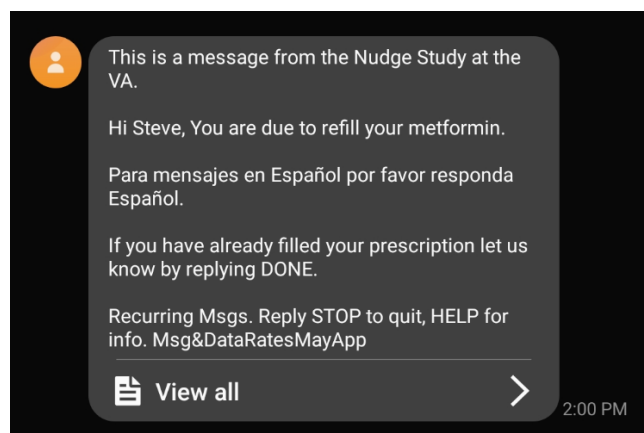 This is a message from the Nudge Study at the
VA.
Hi Steve, You are due to refill your metformin.
Para mensajes en Español por favor responda
Español.
If you have already filled your prescription let us
know by replying DONE.
Recurring Msgs. Reply STOP to quit, HELP for
info. Msg&DataRatesMayApp
View all
2:00 PM